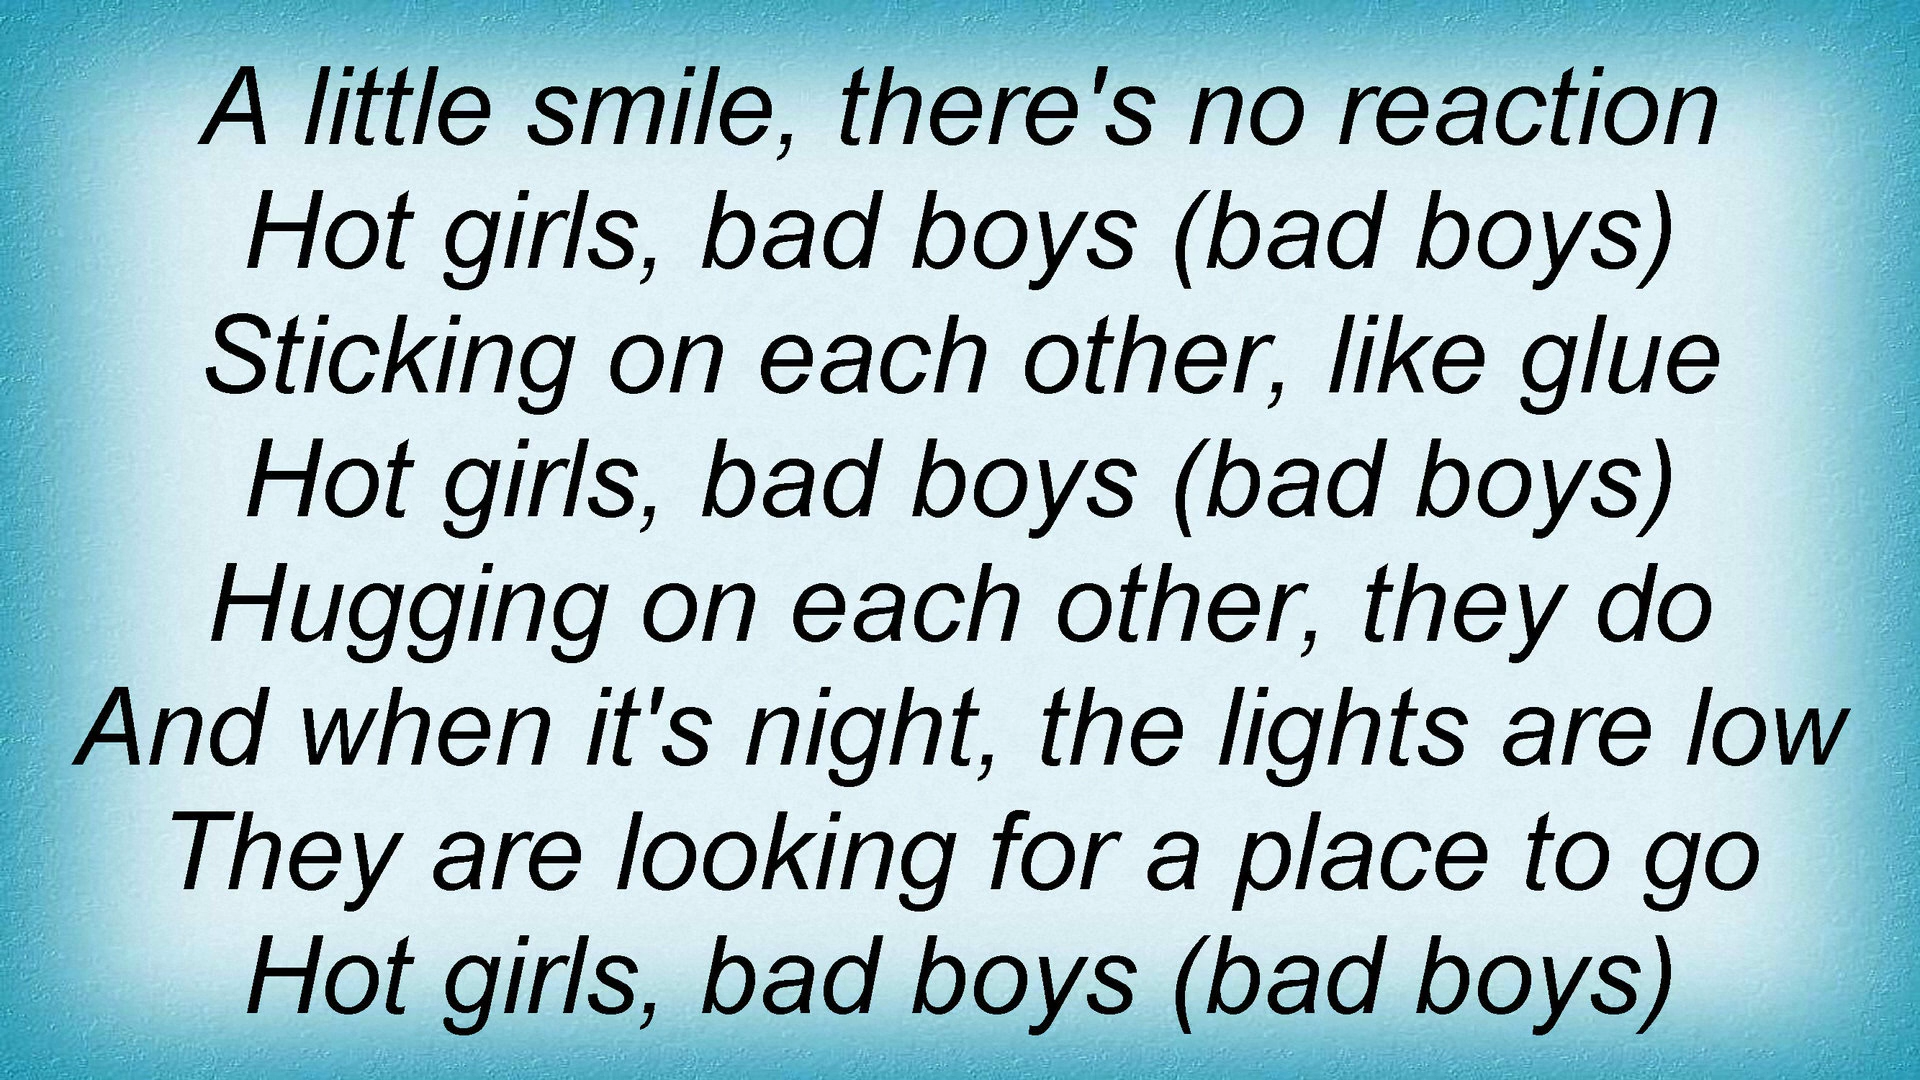 A little smile, there's no reaction
Hot girls, bad boys (bad boys)
Sticking on each other, like glue
Hot girls, bad boys (bad boys)
Hugging on each other, they do
And when it's night, the lights are low
They are looking for a place to go
Hot girls, bad boys (bad boys)